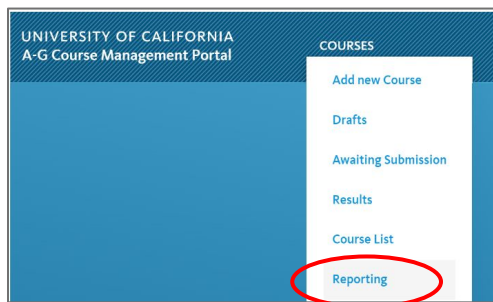 UNIVERSITY OF CALIFORNIA
A-G Course Management Portal
COURSES
Add new Course
Drafts
Awaiting Submission
Results
Course List
Reporting